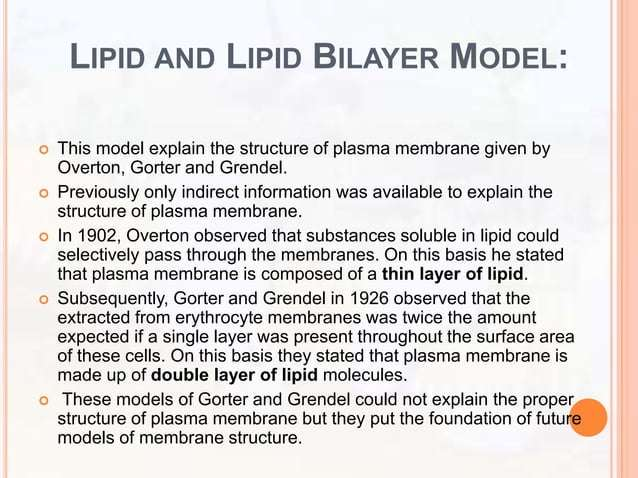 LIPID AND LIPID BILAYER MODEL:
This model explain the structure of plasma membrane given by
Overton, Gorter and Grendel.
Previously only indirect information was available to explain the
structure of plasma membrane.
In 1902, Overton observed that substances soluble in lipid could
selectively pass through the membranes. On this basis he stated
that plasma membrane is composed of a thin layer of lipid.
Subsequently, Gorter and Grendel in 1926 observed that the
extracted from erythrocyte membranes was twice the amount
expected if a single layer was present throughout the surface area
of these cells. On this basis they stated that plasma membrane is
made up of double layer of lipid molecules.
These models of Gorter and Grendel could not explain the proper
structure of plasma membrane but they put the foundation of future
models of membrane structure.